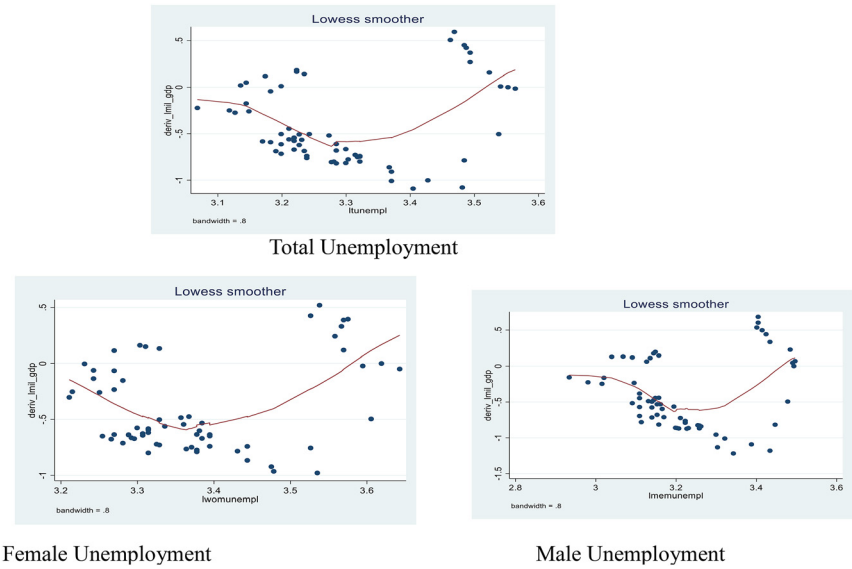 Lowess smoother
.5
0
-.5
-1
deriv_lmil_gdp
3.1 3.2 3.3 3.4 3.5 3.6
ltunempl
bandwidth = .8
Total Unemployment
Lowess smoother
.5
0
-.5
-1
deriv_lmil_gdp
3.2 3.3 3.4 3.5 3.6
lwomunempl
bandwidth = .8
Female Unemployment
Lowess smoother
.5
0
-.5
-1
-1.5
deriv_lmil_gdp
2.8 3 3.2 3.4 3.6
lmemunempl
bandwidth = .8
Male Unemployment